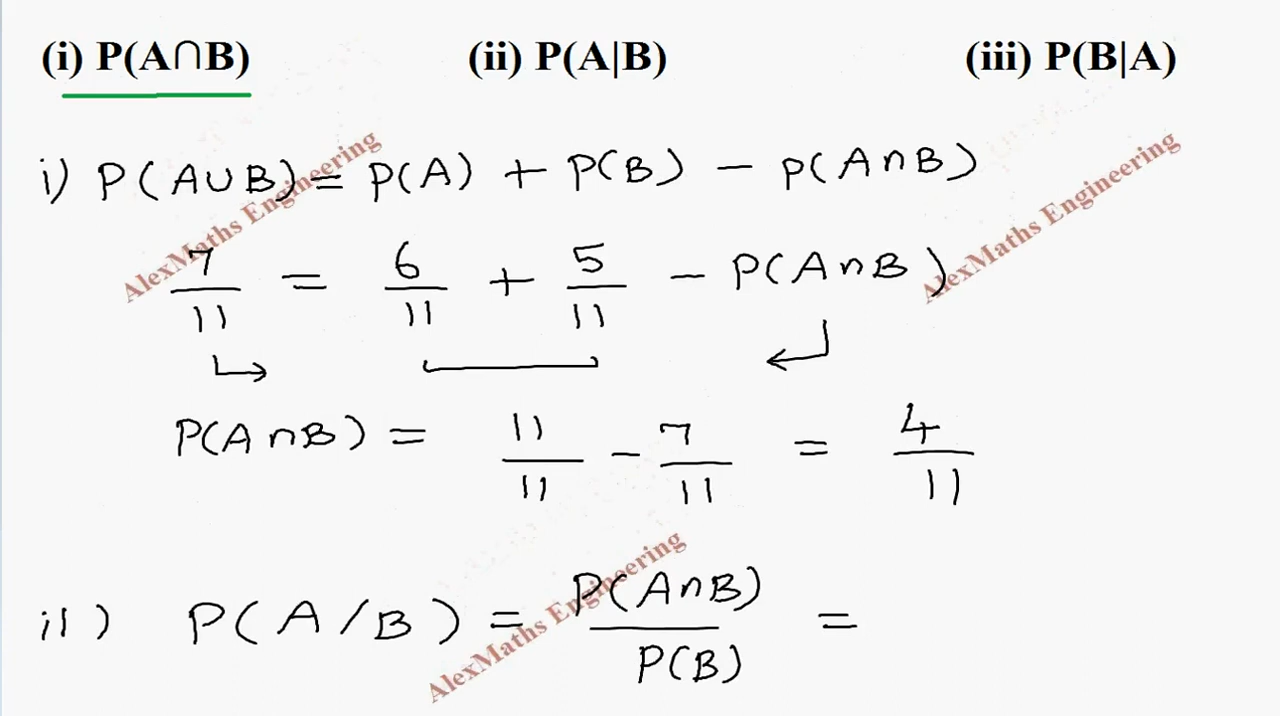 (i) P(A∩B) (ii) P(A|B) (iii) P(B|A)
i) P(A∪B) = P(A) + P(B) - P(A∩B)
7/11 = 6/11 + 5/11 - P(A∩B)
P(A∩B) = 11/11 - 7/11 = 4/11
ii) P(A/B) = P(A∩B)/P(B) =
AlexMaths Engineering
AlexMaths Engineering
AlexMaths Engineering